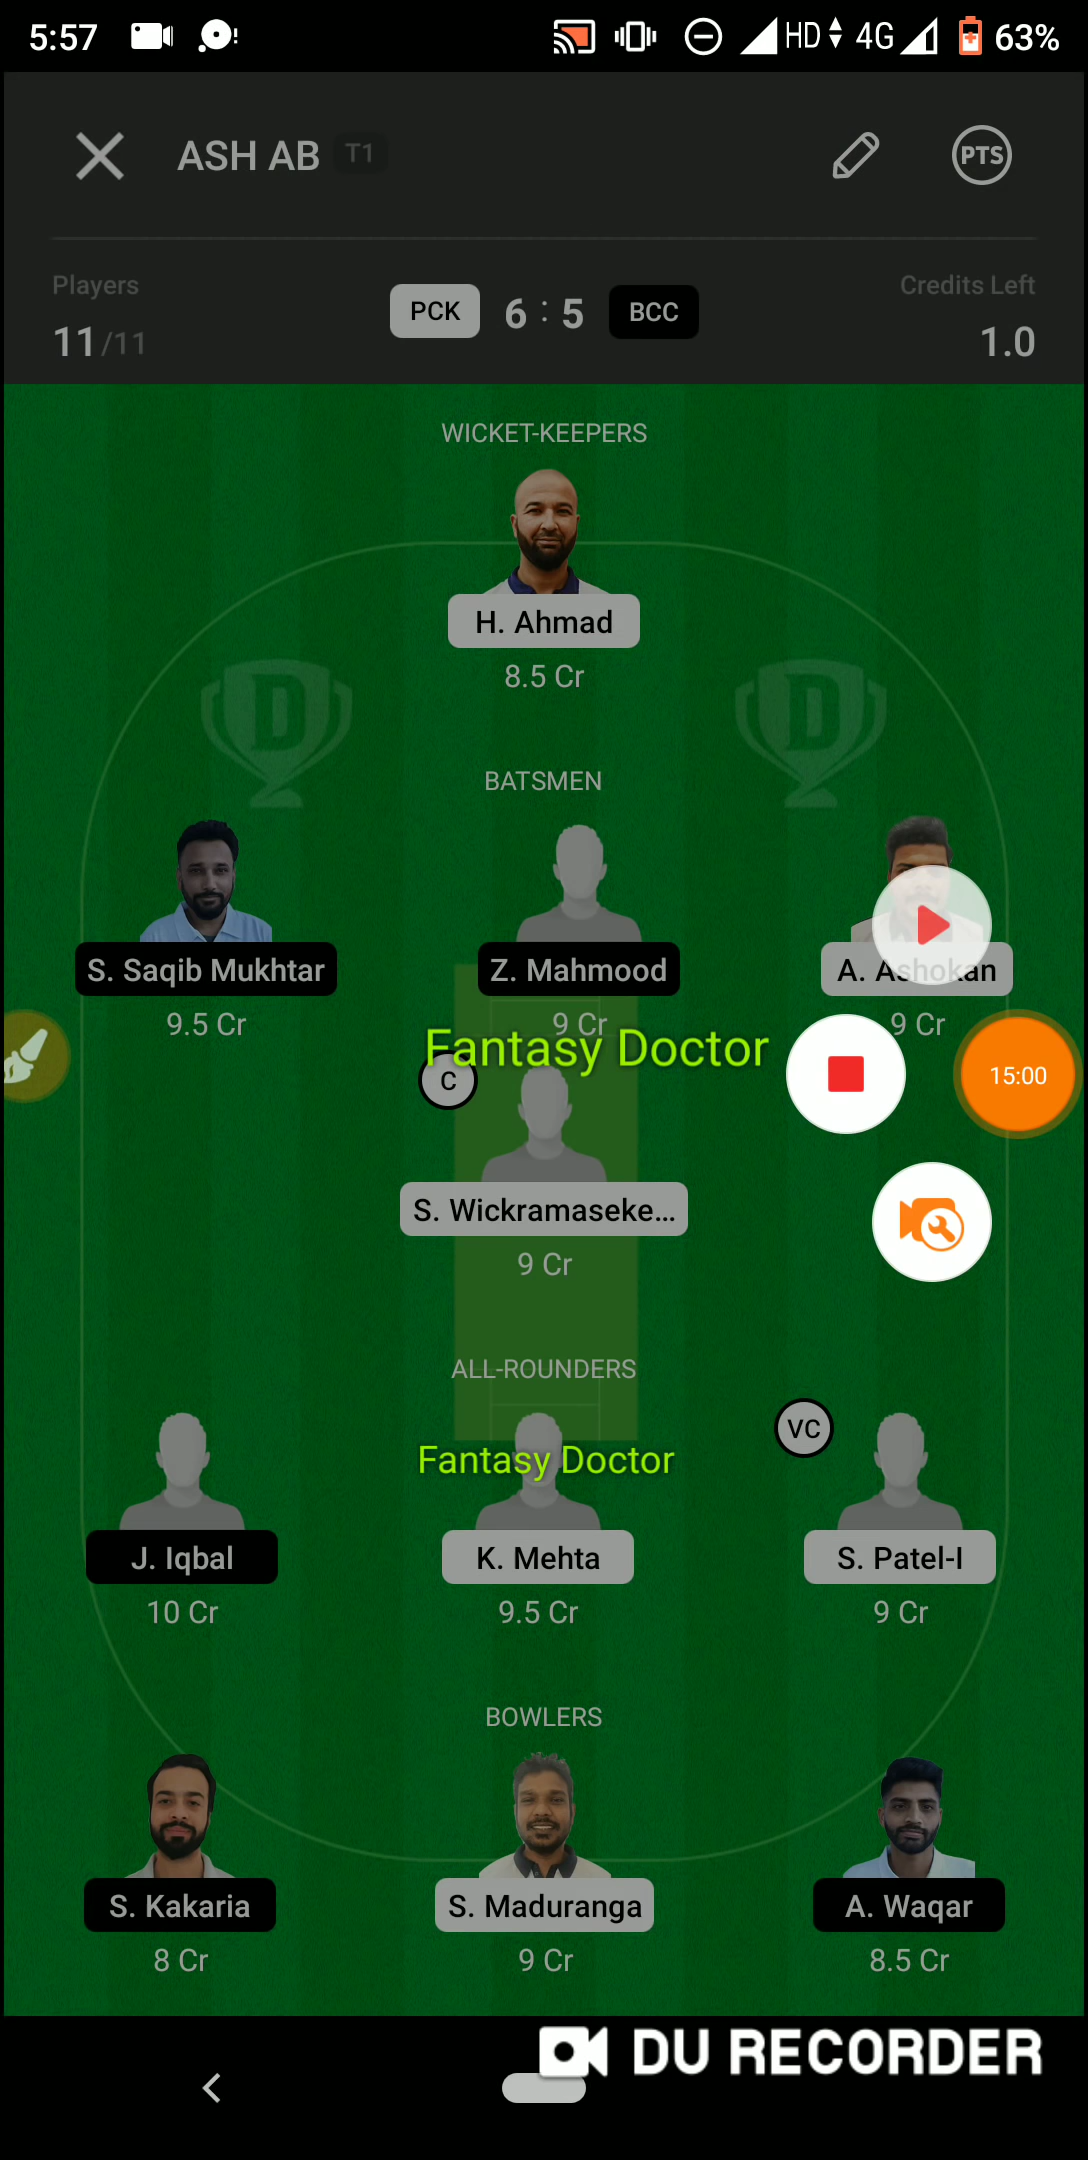 5:57 HD 4G 63%
ASH AB T1 PTS
Players Credits Left
11/11 PCK 6 : 5 BCC 1.0
WICKET-KEEPERS
D D
H. Ahmad
8.5 Cr
BATSMEN
S. Saqib Mukhtar Z. Mahmood A. Ashokan
9.5 Cr 9 Cr 9 Cr
Fantasy Doctor
C 15:00
S. Wickramaseke...
9 Cr
ALL-ROUNDERS
VC
Fantasy Doctor
J. Iqbal K. Mehta S. Patel-I
10 Cr 9.5 Cr 9 Cr
BOWLERS
S. Kakaria S. Maduranga A. Waqar
8 Cr 9 Cr 8.5 Cr
DU RECORDER